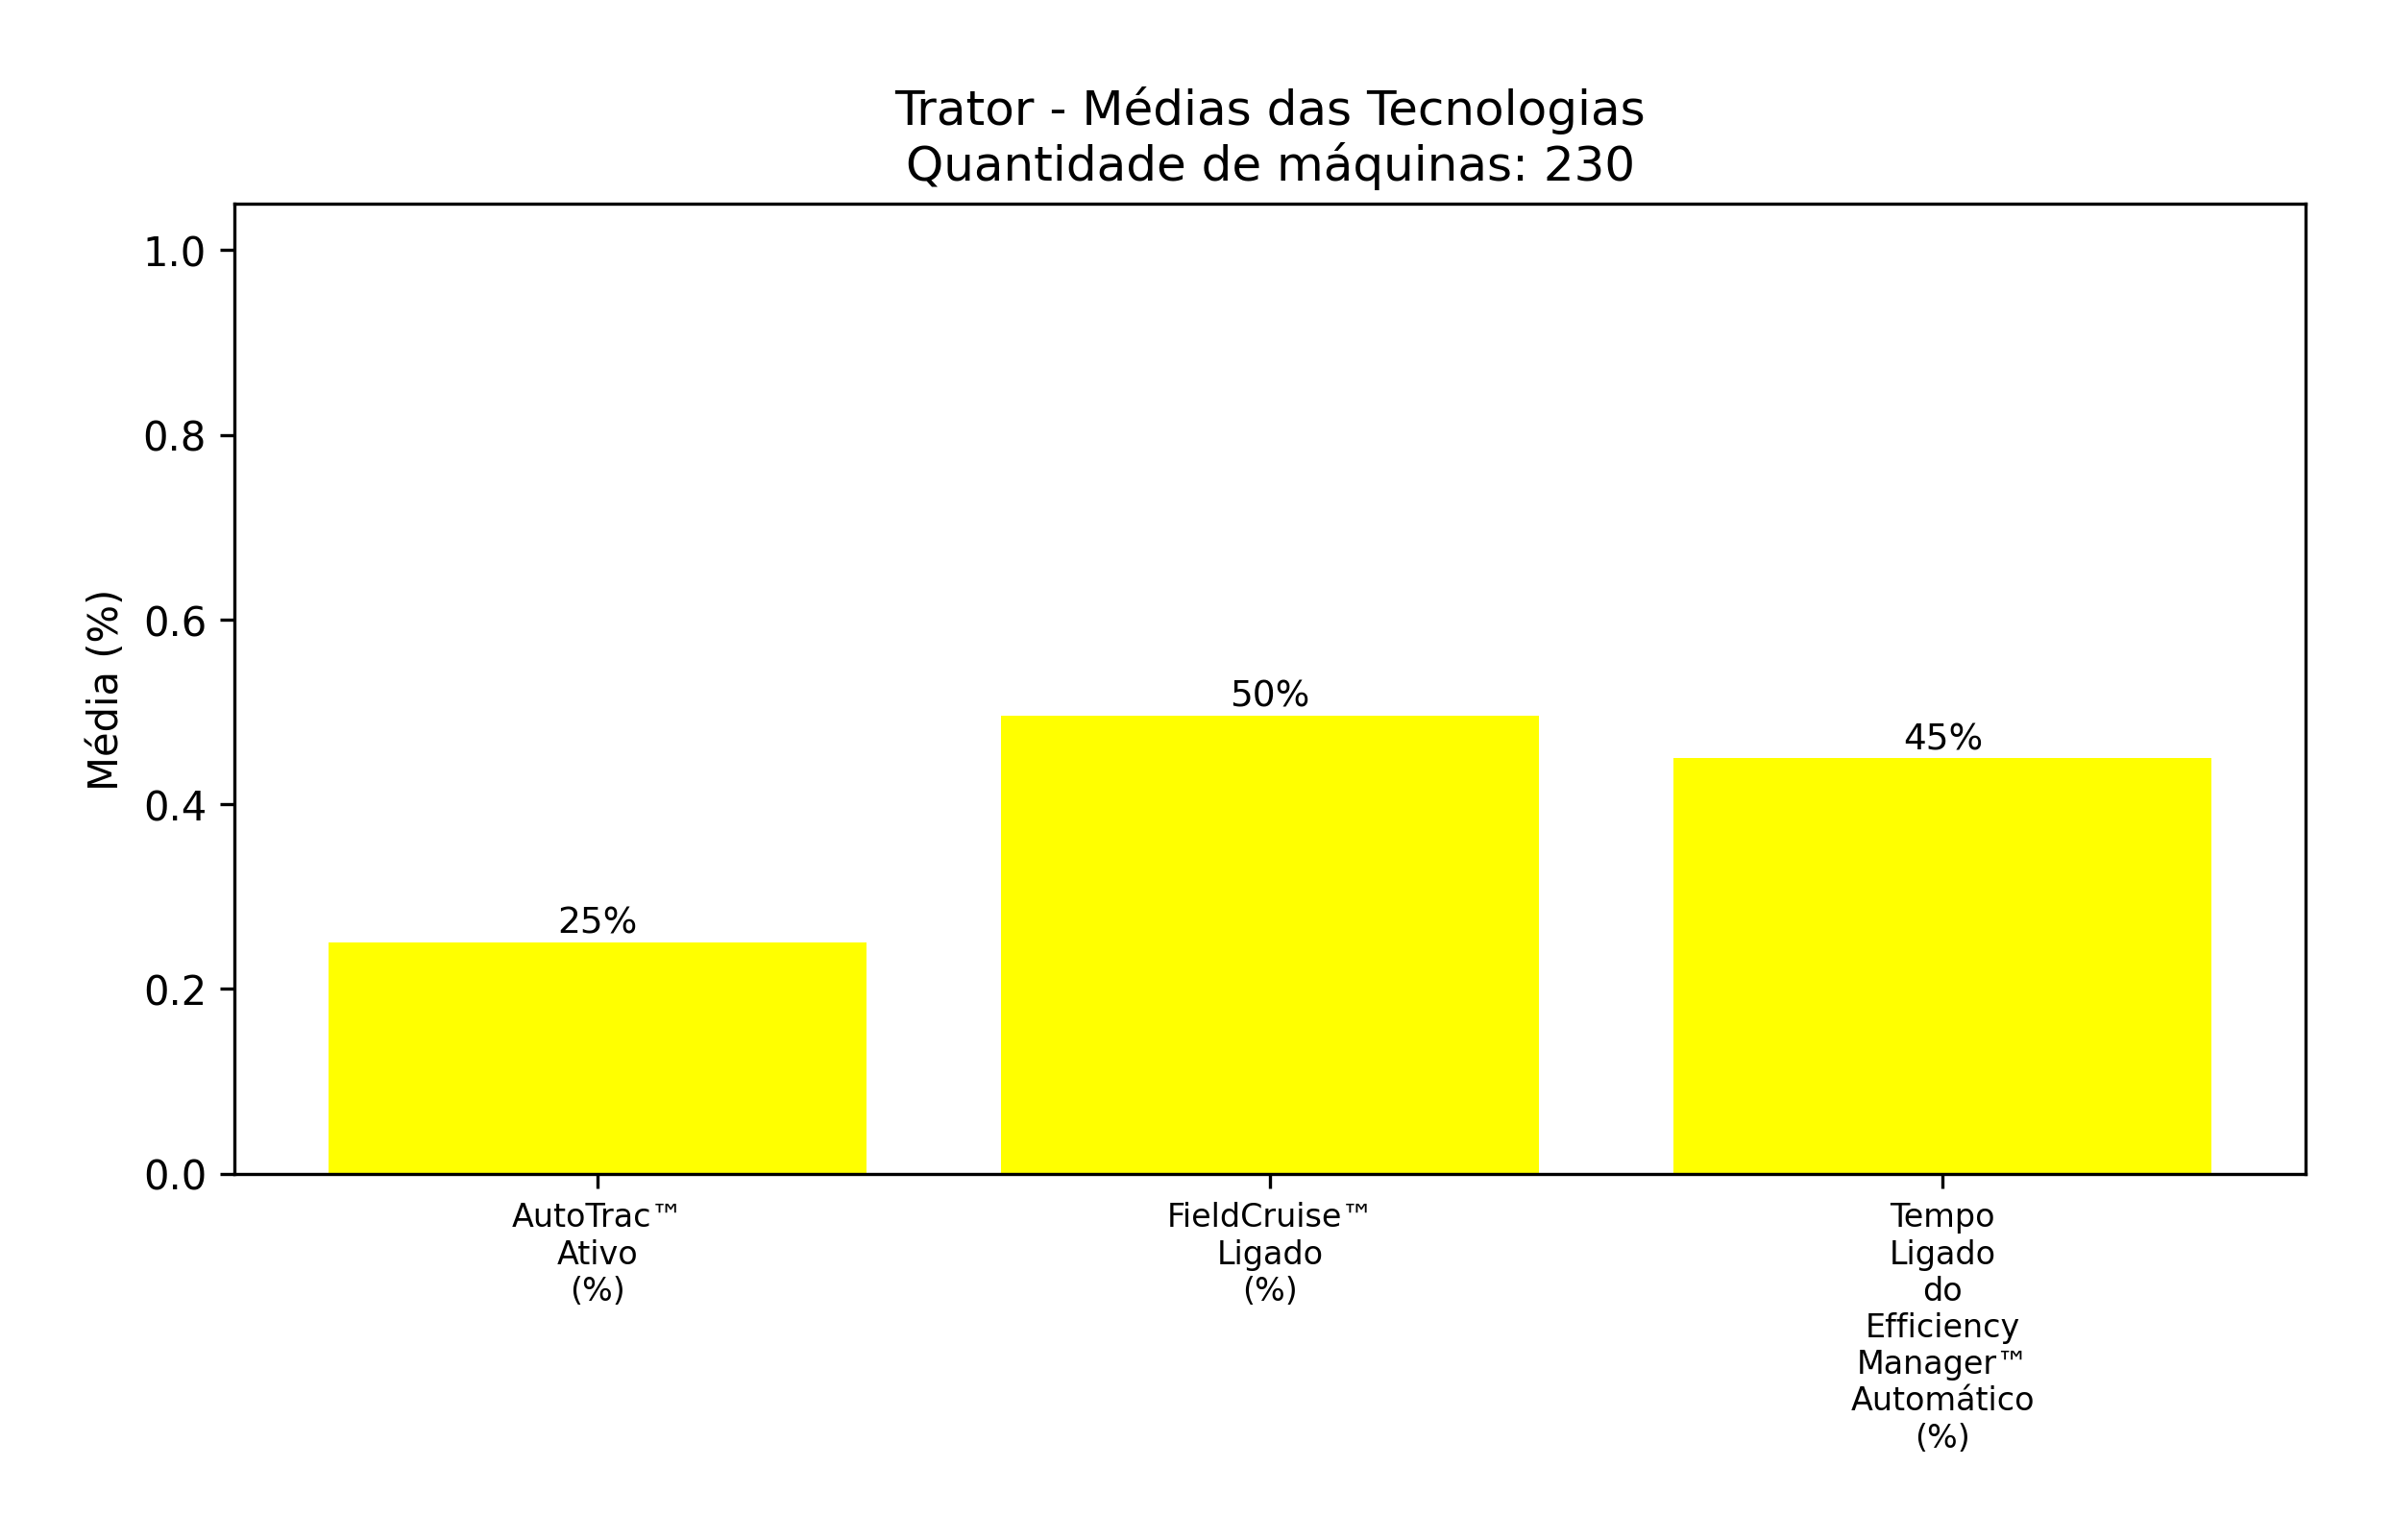 Trator - Médias das Tecnologias
Quantidade de máquinas: 230
Média (%)
1.0
0.8
0.6
0.4
0.2
0.0
25%
50%
45%
AutoTrac™
Ativo
(%)
FieldCruise™
Ligado
(%)
Tempo
Ligado
do
Efficiency
Manager™
Automático
(%)